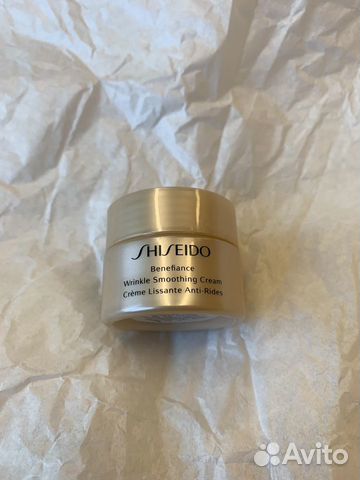 SHISEIDO
Benefiance
Wrinkle Smoothing Cream
Crème Lissante Anti-Rides
Avito